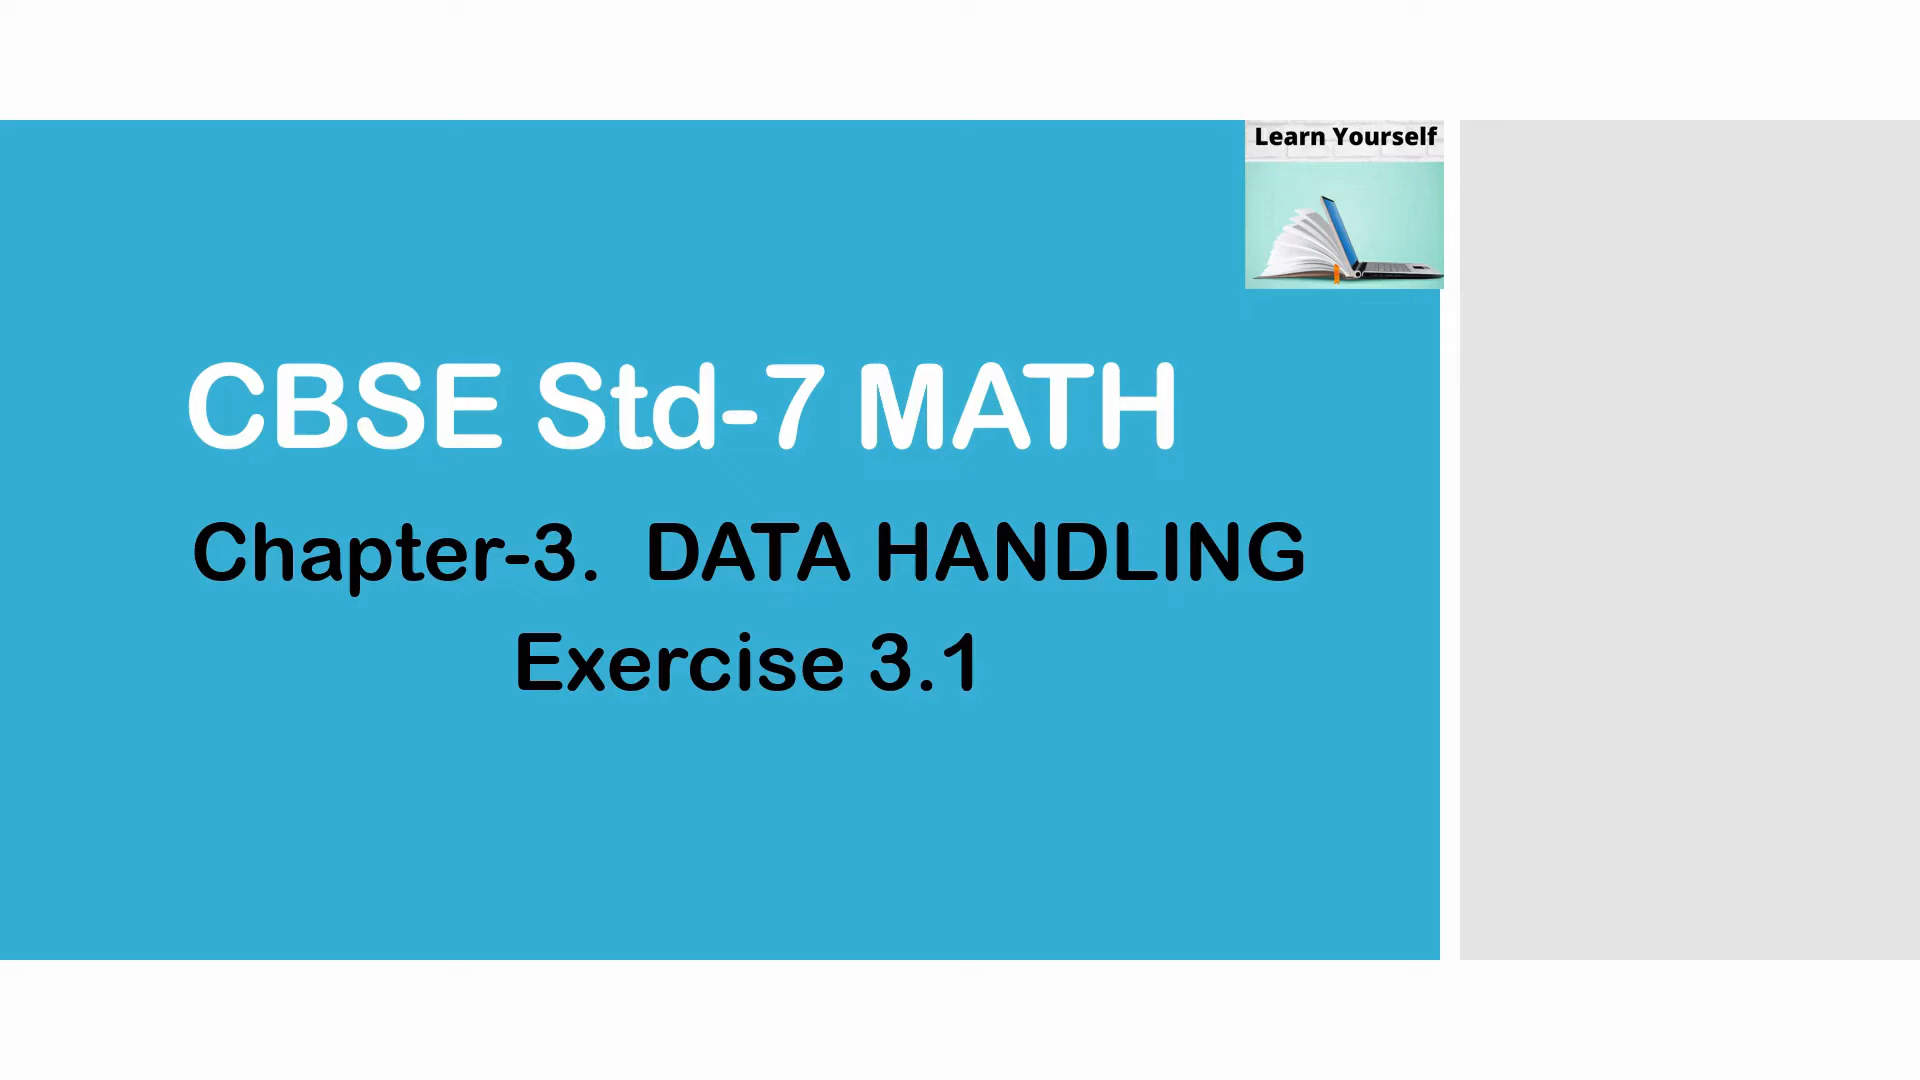 Learn Yourself
CBSE Std-7 MATH
Chapter-3. DATA HANDLING
Exercise 3.1